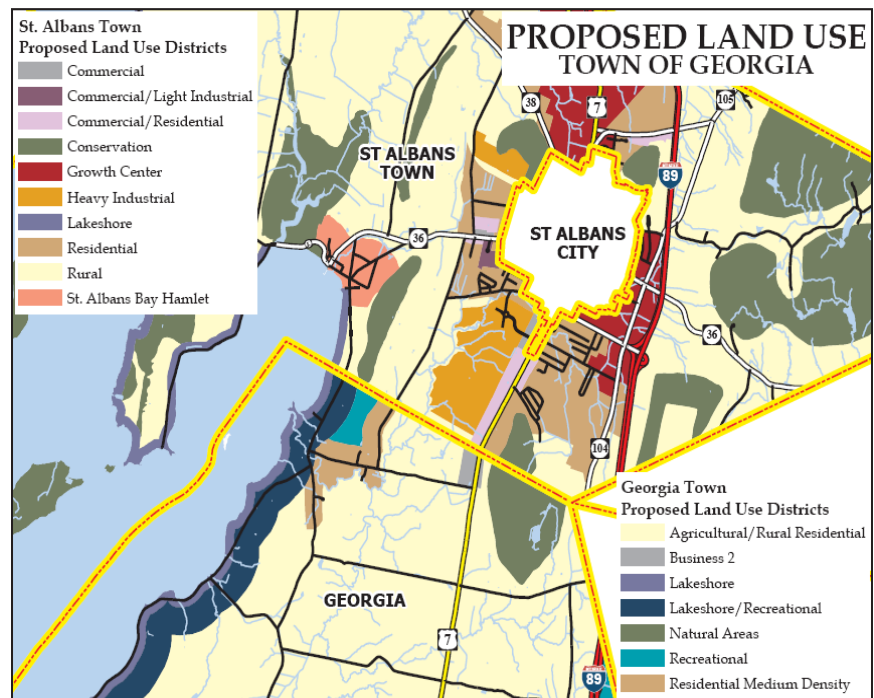 St. Albans Town
Proposed Land Use Districts
Commercial
Commercial/Light Industrial
Commercial/Residential
Conservation
Growth Center
Heavy Industrial
Lakeshore
Residential
Rural
St. Albans Bay Hamlet
PROPOSED LAND USE
TOWN OF GEORGIA
38
7
105
ST ALBANS
TOWN
89
36
ST ALBANS
CITY
36
104
GEORGIA
7
89
Georgia Town
Proposed Land Use Districts
Agricultural/Rural Residential
Business 2
Lakeshore
Lakeshore/Recreational
Natural Areas
Recreational
Residential Medium Density